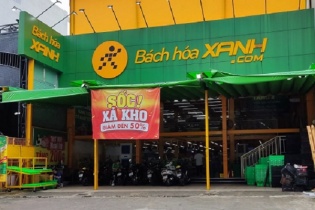 Bách hóa
XANH
Bách hóa XANH
.COM
SỐC!
XẢ KHO
GIẢM ĐẾN 50%